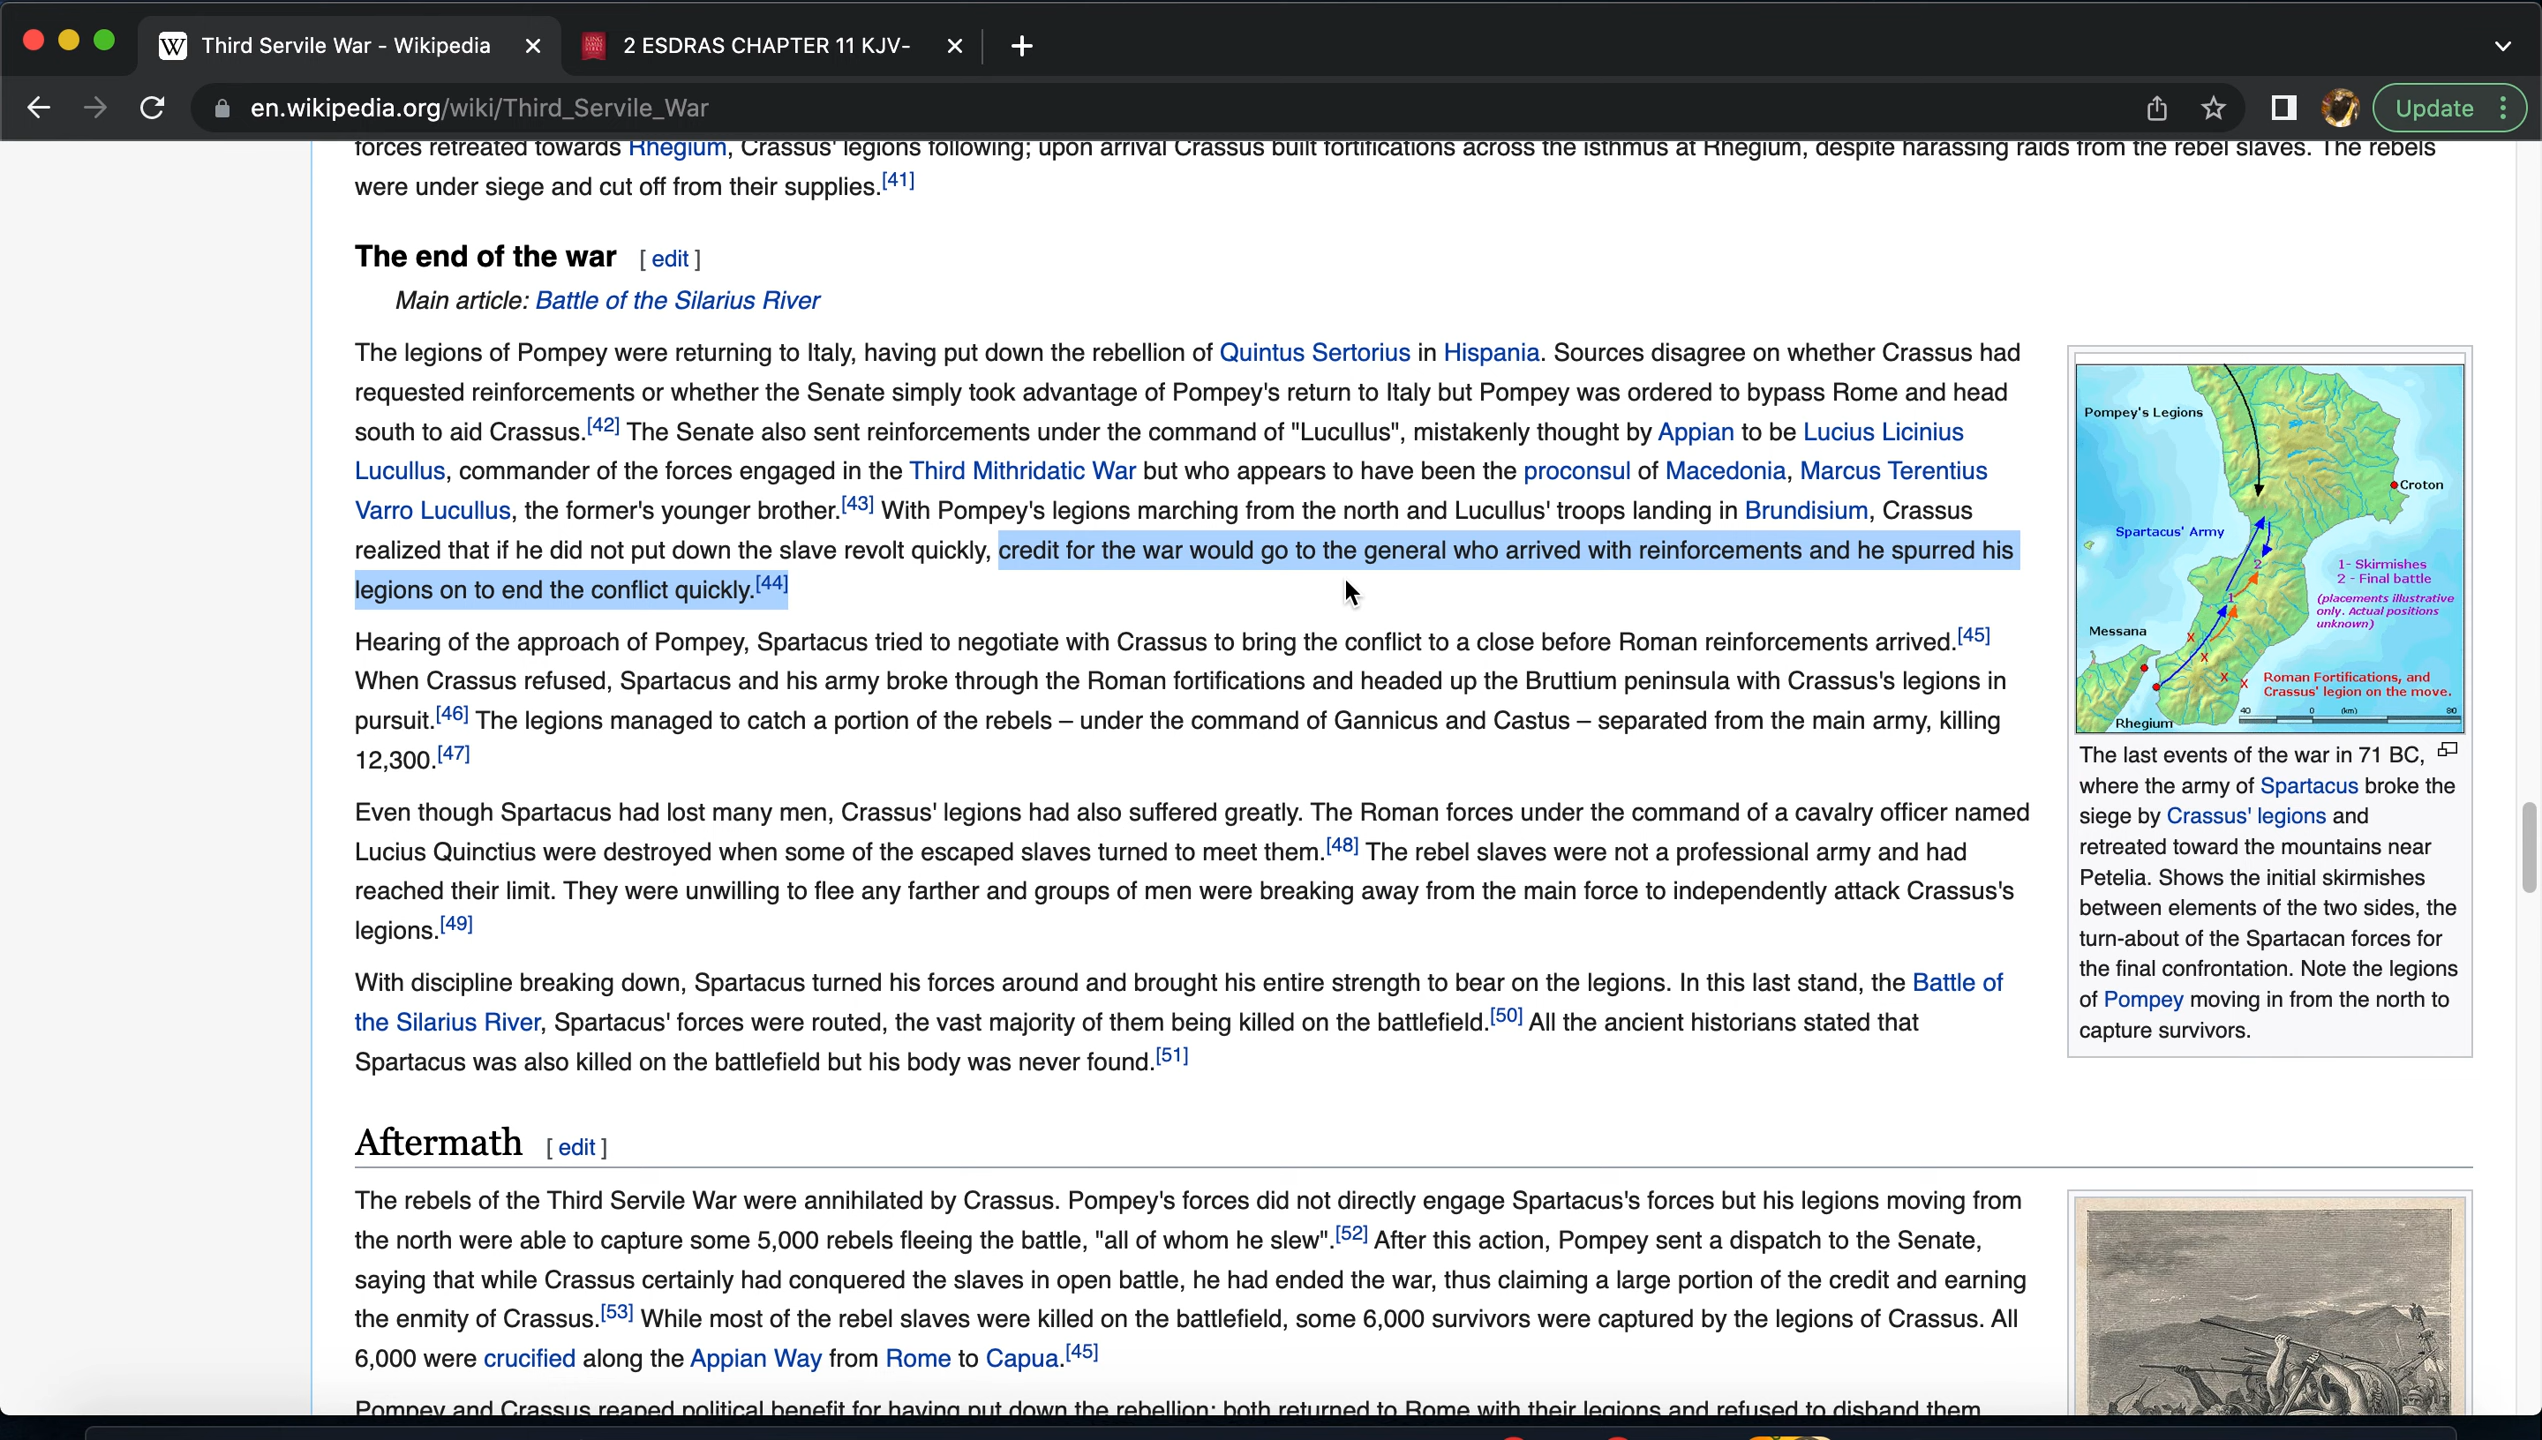 Third Servile War - Wikipedia
2 ESDRAS CHAPTER 11 KJV-
en.wikipedia.org/wiki/Third_Servile_War
Update
forces retreated towards Rhegium, Crassus' legions following; upon arrival Crassus built fortifications across the isthmus at Rhegium, despite harassing raids from the rebel slaves. The rebels
were under siege and cut off from their supplies.[41]
The end of the war [ edit ]
Main article: Battle of the Silarius River
The legions of Pompey were returning to Italy, having put down the rebellion of Quintus Sertorius in Hispania. Sources disagree on whether Crassus had
requested reinforcements or whether the Senate simply took advantage of Pompey's return to Italy but Pompey was ordered to bypass Rome and head
south to aid Crassus.[42] The Senate also sent reinforcements under the command of "Lucullus", mistakenly thought by Appian to be Lucius Licinius
Lucullus, commander of the forces engaged in the Third Mithridatic War but who appears to have been the proconsul of Macedonia, Marcus Terentius
Varro Lucullus, the former's younger brother.[43] With Pompey's legions marching from the north and Lucullus' troops landing in Brundisium, Crassus
realized that if he did not put down the slave revolt quickly, credit for the war would go to the general who arrived with reinforcements and he spurred his
legions on to end the conflict quickly.[44]
Hearing of the approach of Pompey, Spartacus tried to negotiate with Crassus to bring the conflict to a close before Roman reinforcements arrived.[45]
When Crassus refused, Spartacus and his army broke through the Roman fortifications and headed up the Bruttium peninsula with Crassus's legions in
pursuit.[46] The legions managed to catch a portion of the rebels – under the command of Gannicus and Castus – separated from the main army, killing
12,300.[47]
Even though Spartacus had lost many men, Crassus' legions had also suffered greatly. The Roman forces under the command of a cavalry officer named
Lucius Quinctius were destroyed when some of the escaped slaves turned to meet them.[48] The rebel slaves were not a professional army and had
reached their limit. They were unwilling to flee any farther and groups of men were breaking away from the main force to independently attack Crassus's
legions.[49]
With discipline breaking down, Spartacus turned his forces around and brought his entire strength to bear on the legions. In this last stand, the Battle of
the Silarius River, Spartacus' forces were routed, the vast majority of them being killed on the battlefield.[50] All the ancient historians stated that
Spartacus was also killed on the battlefield but his body was never found.[51]
Pompey's Legions
Croton
Spartacus' Army
1- Skirmishes
2 - Final battle
(placements illustrative
only. Actual positions
unknown)
2
1
Messana
X
X
X
X
Roman Fortifications, and
Crassus' legion on the move.
Rhegium
40 0 (km) 80
The last events of the war in 71 BC,
where the army of Spartacus broke the
siege by Crassus' legions and
retreated toward the mountains near
Petelia. Shows the initial skirmishes
between elements of the two sides, the
turn-about of the Spartacan forces for
the final confrontation. Note the legions
of Pompey moving in from the north to
capture survivors.
Aftermath [ edit ]
The rebels of the Third Servile War were annihilated by Crassus. Pompey's forces did not directly engage Spartacus's forces but his legions moving from
the north were able to capture some 5,000 rebels fleeing the battle, "all of whom he slew".[52] After this action, Pompey sent a dispatch to the Senate,
saying that while Crassus certainly had conquered the slaves in open battle, he had ended the war, thus claiming a large portion of the credit and earning
the enmity of Crassus.[53] While most of the rebel slaves were killed on the battlefield, some 6,000 survivors were captured by the legions of Crassus. All
6,000 were crucified along the Appian Way from Rome to Capua.[45]
Pompey and Crassus reaped political benefit for having put down the rebellion; both returned to Rome with their legions and refused to disband them